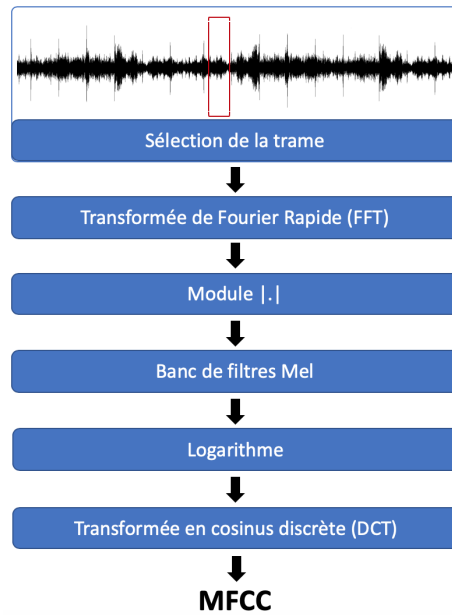 Sélection de la trame
Transformée de Fourier Rapide (FFT)
Module |.|
Banc de filtres Mel
Logarithme
Transformée en cosinus discrète (DCT)
MFCC